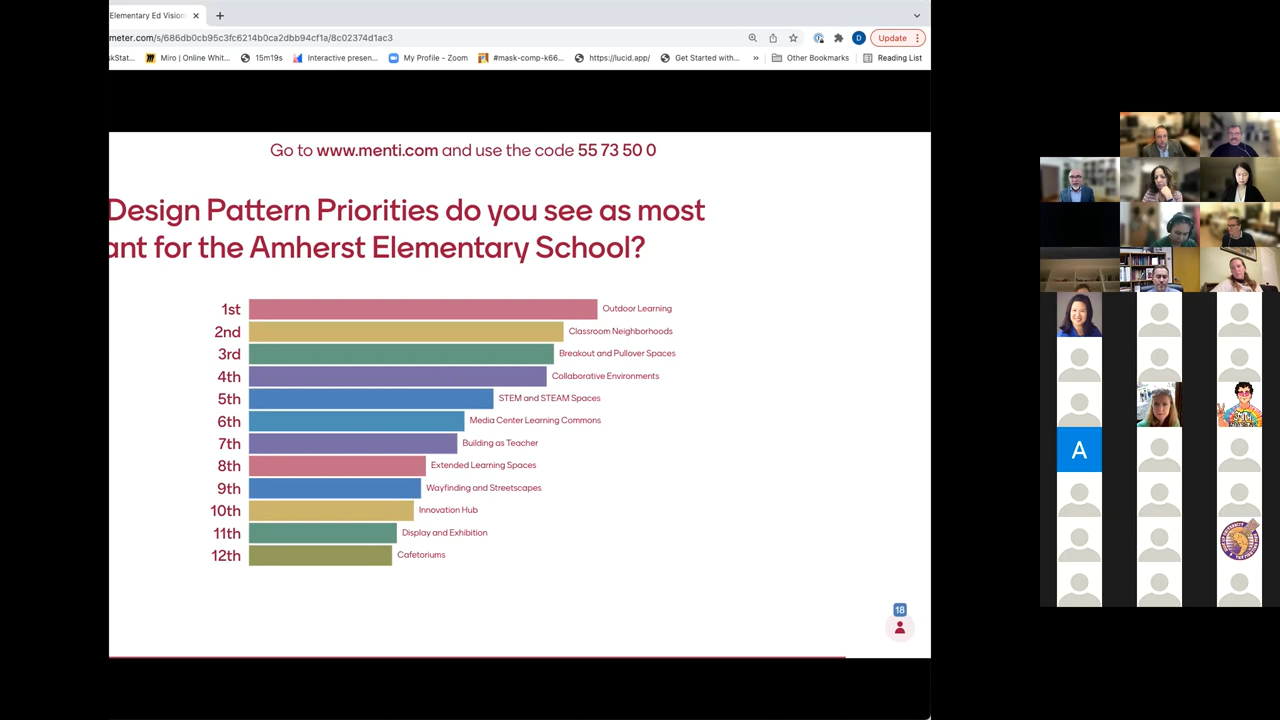 Elementary Ed Vision
meter.com/s/686db0cb95c3fc6214b0ca2dbb94cf1a/8c02374d1ac3
Update
kStat...
Miro | Online Whit...
15m19s
Interactive presen...
My Profile - Zoom
#mask-comp-k66...
https://lucid.app/
Get Started with...
»
Other Bookmarks
Reading List
Go to www.menti.com and use the code 55 73 50 0
Design Pattern Priorities do you see as most
ant for the Amherst Elementary School?
1st Outdoor Learning
2nd Classroom Neighborhoods
3rd Breakout and Pullover Spaces
4th Collaborative Environments
5th STEM and STEAM Spaces
6th Media Center Learning Commons
7th Building as Teacher
8th Extended Learning Spaces
9th Wayfinding and Streetscapes
10th Innovation Hub
11th Display and Exhibition
12th Cafetoriums
18
D
A